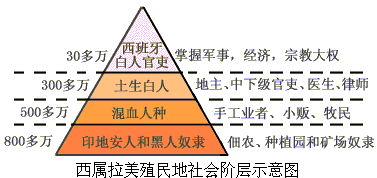 30多万 西班牙白人官吏 掌握军事，经济，宗教大权
300多万 土生白人 地主、中下级官吏、医生、律师
500多万 混血人种 手工业者、小贩、牧民
800多万 印地安人和黑人奴隶 佃农、种植园和矿场奴隶
西属拉美殖民地社会阶层示意图